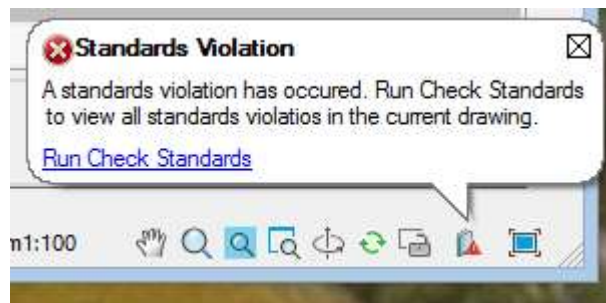 Standards Violation
A standards violation has occured. Run Check Standards
to view all standards violatios in the current drawing.
Run Check Standards
m1:100